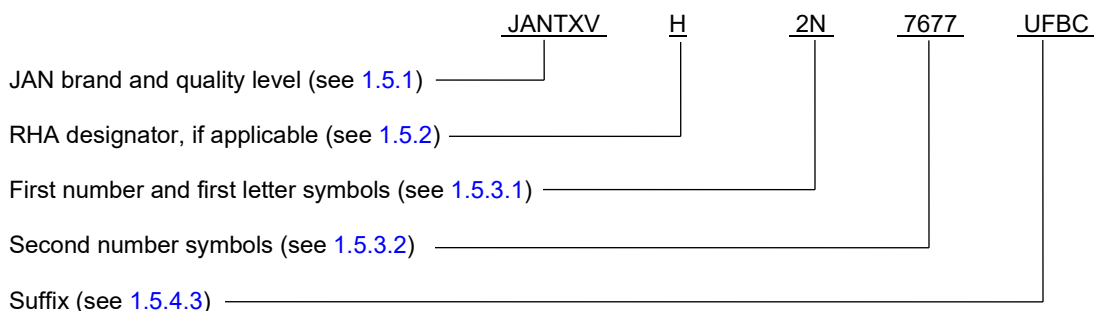 JANTXV H 2N 7677 UFBC
JAN brand and quality level (see 1.5.1)
RHA designator, if applicable (see 1.5.2)
First number and first letter symbols (see 1.5.3.1)
Second number symbols (see 1.5.3.2)
Suffix (see 1.5.4.3)